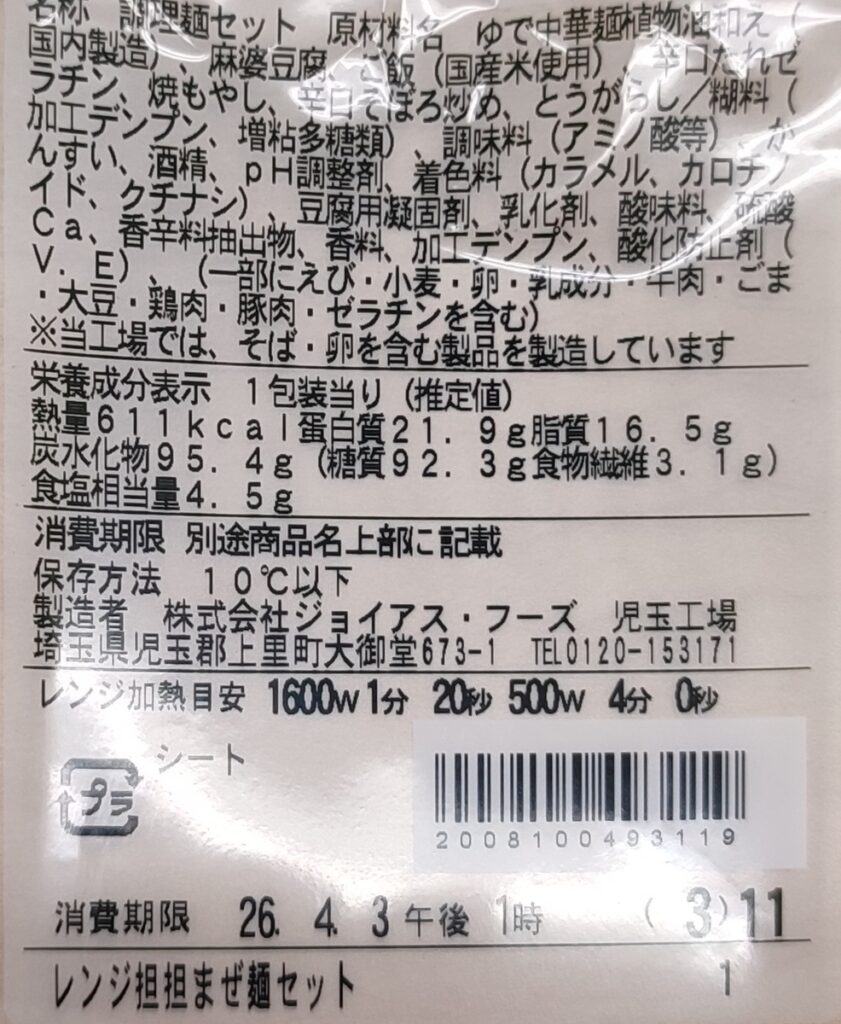 名称 調理麺セット 原材料名 ゆで中華麺植物油和え（
国内製造）、麻婆豆腐、ご飯（国産米使用）、辛口たれゼ
ラチン、焼もやし、辛口そぼろ炒め、とうがらし／糊料（
加工デンプン、増粘多糖類）、調味料（アミノ酸等）、か
んすい、酒精、ｐＨ調整剤、着色料（カラメル、カロチノ
イド、クチナシ）、豆腐用凝固剤、乳化剤、酸味料、硫酸
Ｃａ、香辛料抽出物、香料、加工デンプン、酸化防止剤（
Ｖ．Ｅ）、（一部にえび・小麦・卵・乳成分・牛肉・ごま
・大豆・鶏肉・豚肉・ゼラチンを含む）
※当工場では、そば・卵を含む製品を製造しています
栄養成分表示 １包装当り（推定値）
熱量６１１ｋｃａｌ蛋白質２１．９ｇ脂質１６．５ｇ
炭水化物９５．４ｇ（糖質９２．３ｇ食物繊維３．１ｇ）
食塩相当量４．５ｇ
消費期限 別途商品名上部に記載
保存方法 １０℃以下
製造者 株式会社ジョイアス・フーズ 児玉工場
埼玉県児玉郡上里町大御堂673-1 TEL0120-153171
レンジ加熱目安 1600W 1分 20秒 500W 4分 0秒
プラ シート
2008100493119
消費期限 26. 4. 3 午後 1時 （ 3）11
レンジ担担まぜ麺セット 1